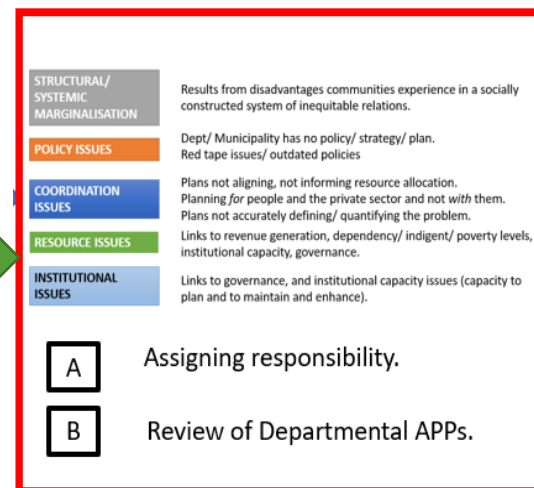 STRUCTURAL/
SYSTEMIC
MARGINALISATION
Results from disadvantages communities experience in a socially
constructed system of inequitable relations.
POLICY ISSUES
Dept/ Municipality has no policy/ strategy/ plan.
Red tape issues/ outdated policies
COORDINATION
ISSUES
Plans not aligning, not informing resource allocation.
Planning for people and the private sector and not with them.
Plans not accurately defining/ quantifying the problem.
RESOURCE ISSUES
Links to revenue generation, dependency/ indigent/ poverty levels,
institutional capacity, governance.
INSTITUTIONAL
ISSUES
Links to governance, and institutional capacity issues (capacity to
plan and to maintain and enhance).
A
Assigning responsibility.
B
Review of Departmental APPs.